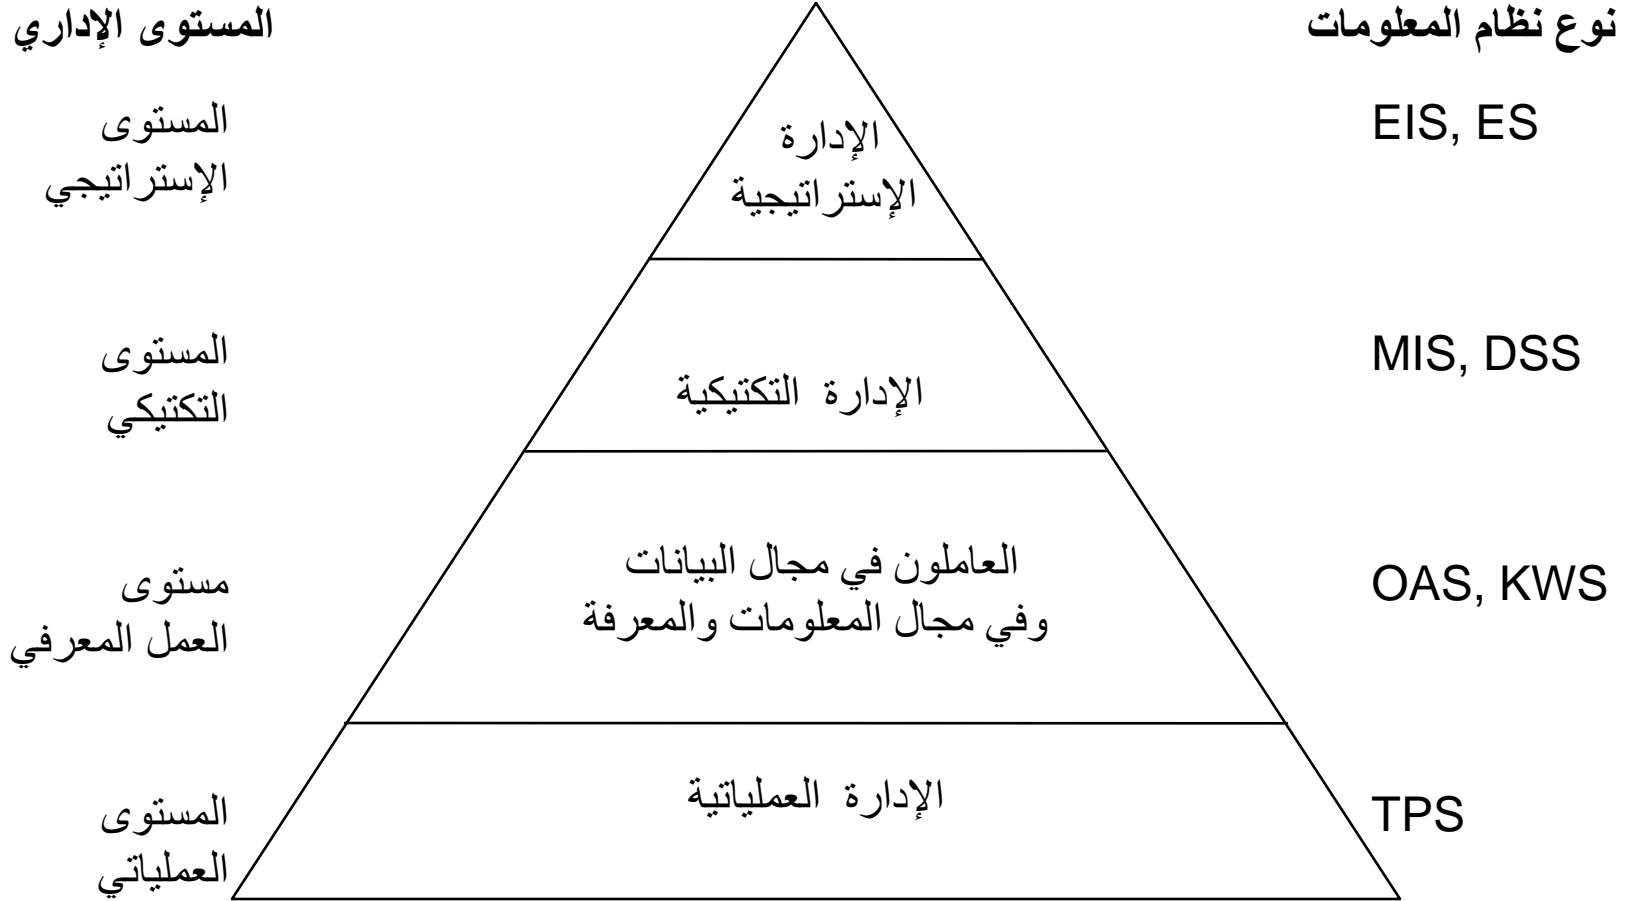 نوع نظام المعلومات
المستوى الإداري
EIS, ES
الإدارة
الإستراتيجية
المستوى
الإستراتيجي
MIS, DSS
الإدارة التكتيكية
المستوى
التكتيكي
OAS, KWS
العاملون في مجال البيانات
وفي مجال المعلومات والمعرفة
مستوى
العمل المعرفي
TPS
الإدارة العملياتية
المستوى
العملياتي